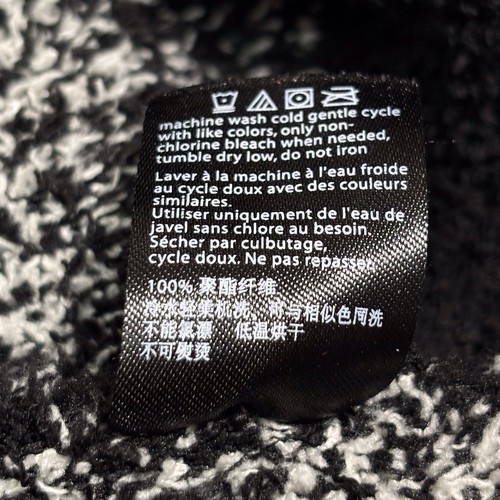 machine wash cold gentle cycle
with like colors, only non-
chlorine bleach when needed,
tumble dry low, do not iron
Laver à la machine à l'eau froide
au cycle doux avec des couleurs
similaires.
Utiliser uniquement de l'eau de
javel sans chlore au besoin.
Sécher par culbutage,
cycle doux. Ne pas repasser.
100% 聚酯纤维
冷水轻柔机洗，可与相似色同洗
不能氯漂 低温烘干
不可熨烫